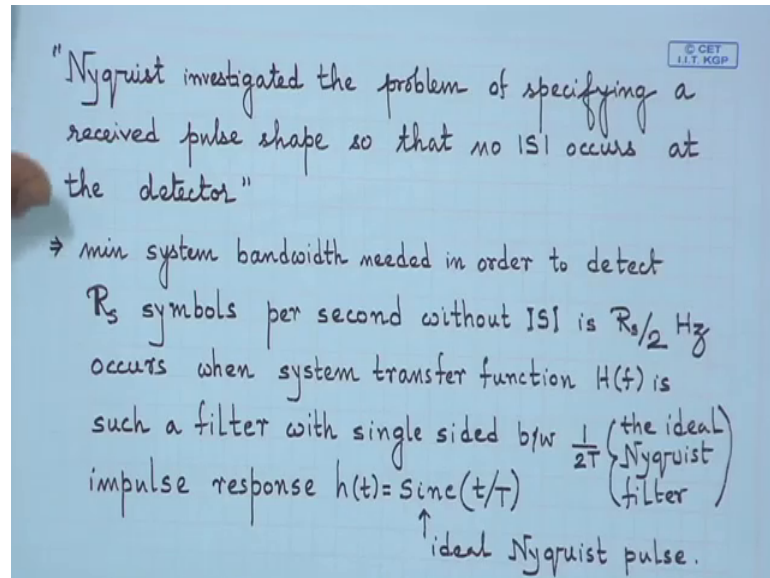 "Nyquist investigated the problem of specifying a
© CET
I.I.T. KGP
received pulse shape so that no ISI occurs at
the detector"
⇒ min system bandwidth needed in order to detect
Rs symbols per second without ISI is Rs/2 Hz
occurs when system transfer function H(f) is
such a filter with single sided b/w 1/2T (the ideal
Nyquist
filter)
impulse response h(t) = Sinc(t/T)
↑
ideal Nyquist pulse.